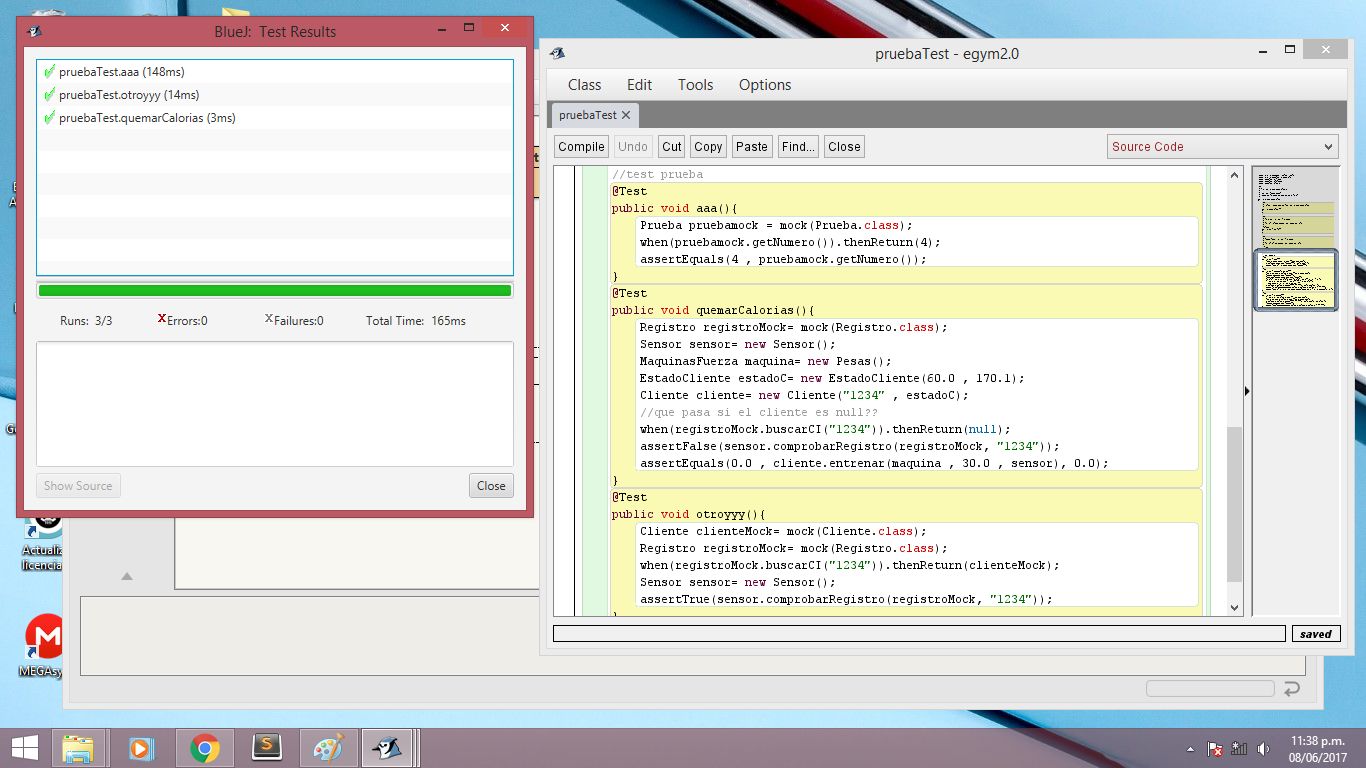 BlueJ: Test Results
pruebaTest.aaa (148ms)
pruebaTest.otroyyy (14ms)
pruebaTest.quemarCalorias (3ms)
Runs: 3/3
Errors:0
Failures:0
Total Time: 165ms
Show Source
Close
pruebaTest - egym2.0
Class Edit Tools Options
pruebaTest
Compile Undo Cut Copy Paste Find... Close
Source Code
//test prueba
@Test
public void aaa(){
Prueba pruebamock = mock(Prueba.class);
when(pruebamock.getNumero()).thenReturn(4);
assertEquals(4 , pruebamock.getNumero());
}
@Test
public void quemarCalorias(){
Registro registroMock= mock(Registro.class);
Sensor sensor= new Sensor();
MaquinasFuerza maquina= new Pesas();
EstadoCliente estadoC= new EstadoCliente(60.0 , 170.1);
Cliente cliente= new Cliente("1234" , estadoC);
//que pasa si el cliente es null??
when(registroMock.buscarCI("1234")).thenReturn(null);
assertFalse(sensor.comprobarRegistro(registroMock, "1234"));
assertEquals(0.0 , cliente.entrenar(maquina , 30.0 , sensor), 0.0);
}
@Test
public void otroyyy(){
Cliente clienteMock= mock(Cliente.class);
Registro registroMock= mock(Registro.class);
when(registroMock.buscarCI("1234")).thenReturn(clienteMock);
Sensor sensor= new Sensor();
assertTrue(sensor.comprobarRegistro(registroMock, "1234"));
saved
Actualiz
licencia
MEGAsy
11:38 p.m.
08/06/2017